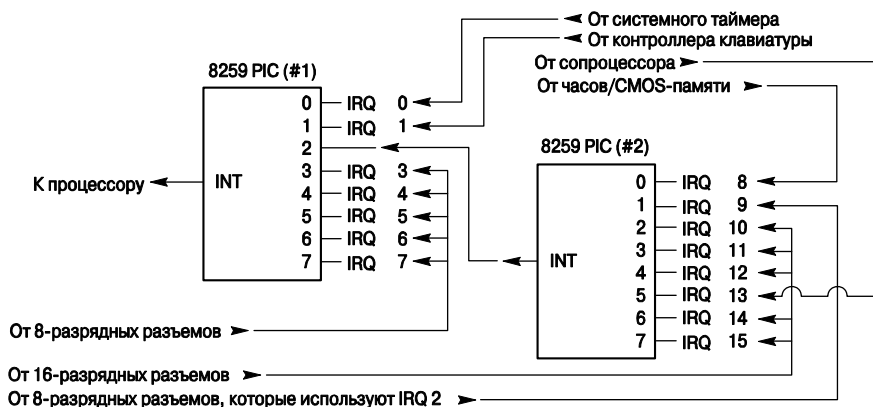 От системного таймера
От контроллера клавиатуры
От сопроцессора
От часов/CMOS-памяти
8259 PIC (#1)
0 IRQ 0
1 IRQ 1
2
3 IRQ 3
4 IRQ 4
5 IRQ 5
6 IRQ 6
7 IRQ 7
INT
К процессору
8259 PIC (#2)
0 IRQ 8
1 IRQ 9
2 IRQ 10
3 IRQ 11
4 IRQ 12
5 IRQ 13
6 IRQ 14
7 IRQ 15
INT
От 8-разрядных разъемов
От 16-разрядных разъемов
От 8-разрядных разъемов, которые используют IRQ 2